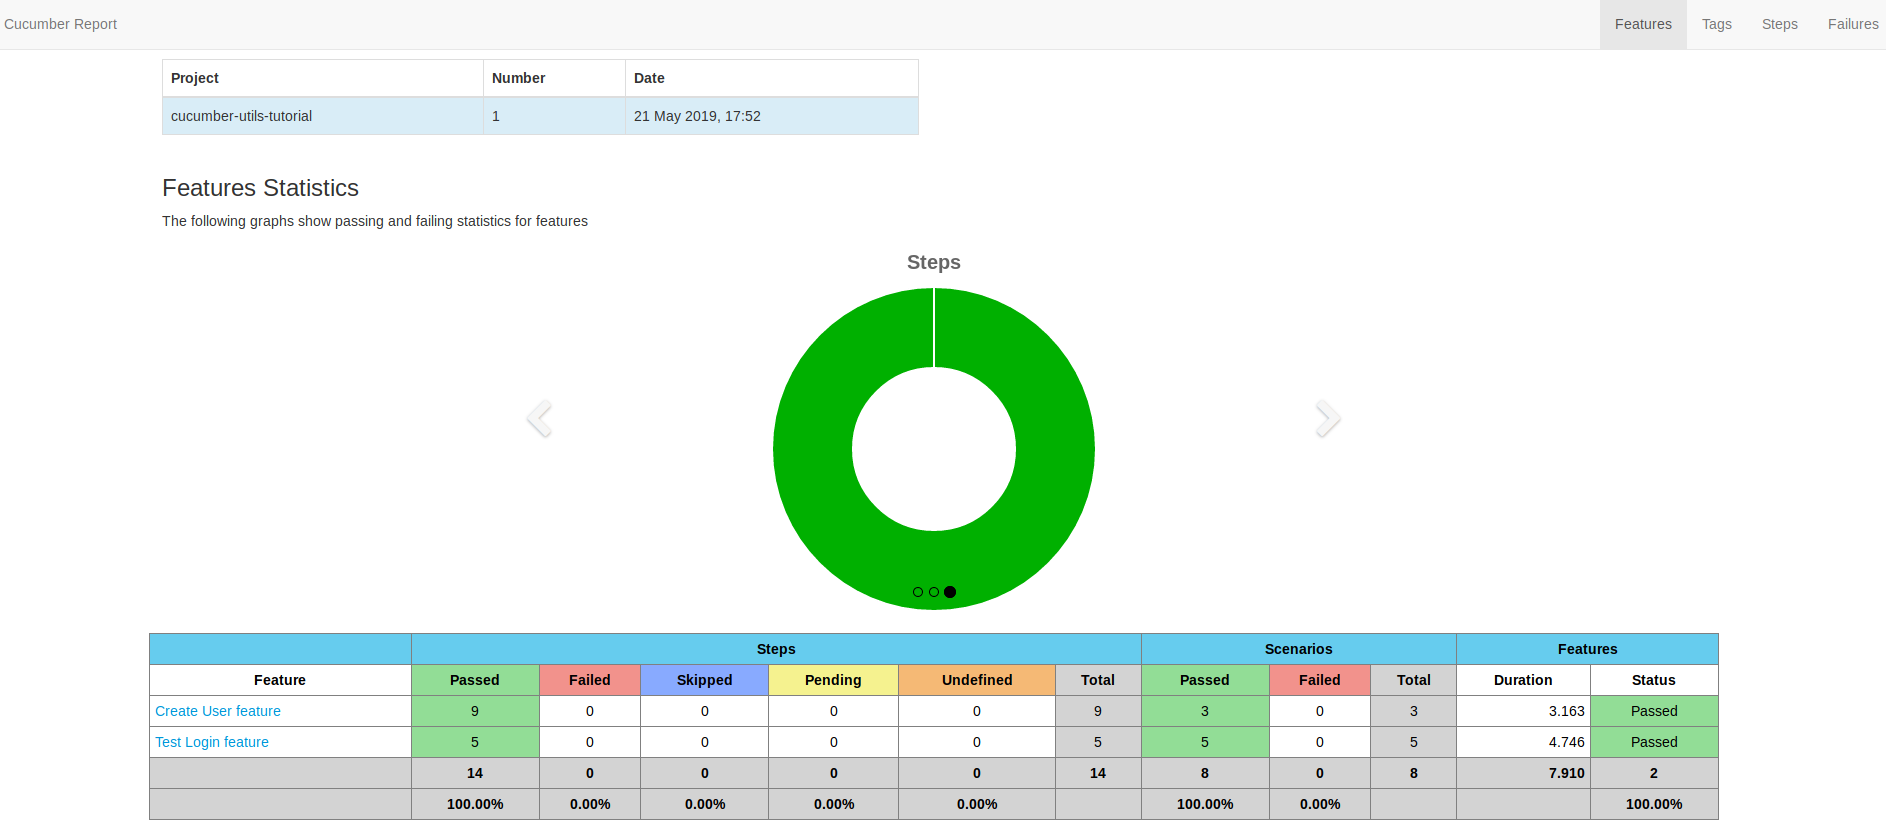 Cucumber Report Features Tags Steps Failures
Project Number Date
cucumber-utils-tutorial 1 21 May 2019, 17:52
Features Statistics
The following graphs show passing and failing statistics for features
Steps
Steps Scenarios Features
Feature Passed Failed Skipped Pending Undefined Total Passed Failed Total Duration Status
Create User feature 9 0 0 0 0 9 3 0 3 3.163 Passed
Test Login feature 5 0 0 0 0 5 5 0 5 4.746 Passed
14 0 0 0 0 14 8 0 8 7.910 2
100.00% 0.00% 0.00% 0.00% 0.00% 100.00% 0.00% 100.00%